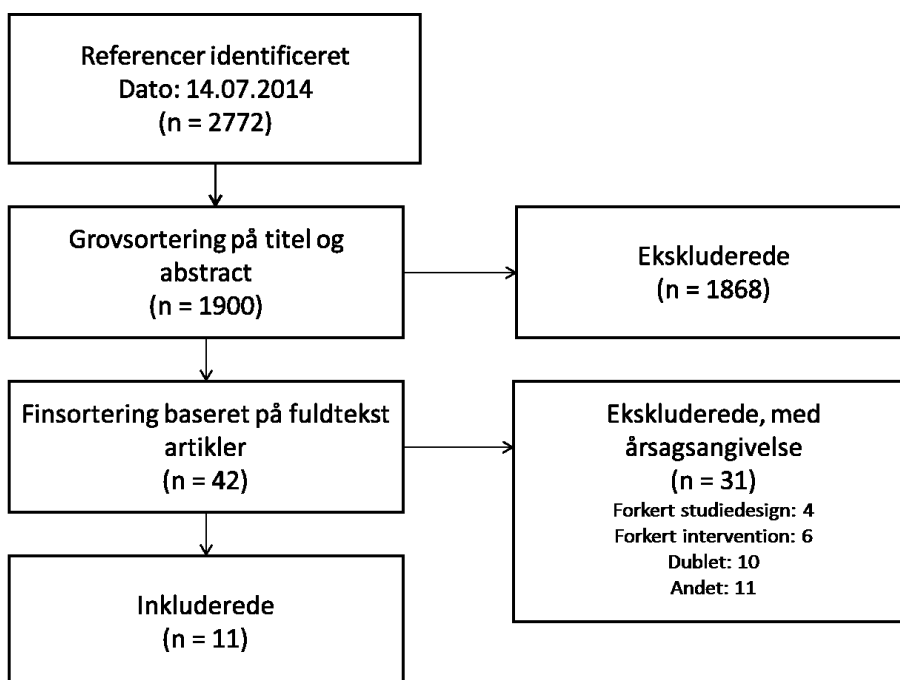 Referencer identificeret
Dato: 14.07.2014
(n = 2772)
Grovsortering på titel og
abstract
(n = 1900)
Ekskluderede
(n = 1868)
Finsortering baseret på fuldtekst
artikler
(n = 42)
Ekskluderede, med
årsagsangivelse
(n = 31)
Forkert studiedesign: 4
Forkert intervention: 6
Dublet: 10
Andet: 11
Inkluderede
(n = 11)